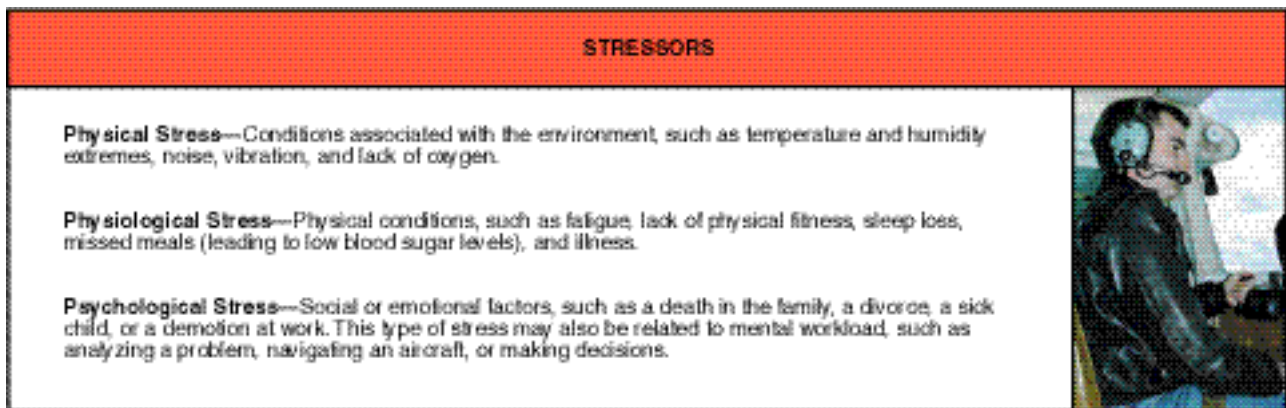 STRESSORS
Physical Stress—Conditions associated with the environment, such as temperature and humidity
extremes, noise, vibration, and lack of oxygen.
Physiological Stress—Physical conditions, such as fatigue, lack of physical fitness, sleep loss,
missed meals (leading to low blood sugar levels), and illness.
Psychological Stress—Social or emotional factors, such as a death in the family, a divorce, a sick
child, or a demotion at work. This type of stress may also be related to mental workload, such as
analyzing a problem, navigating an aircraft, or making decisions.